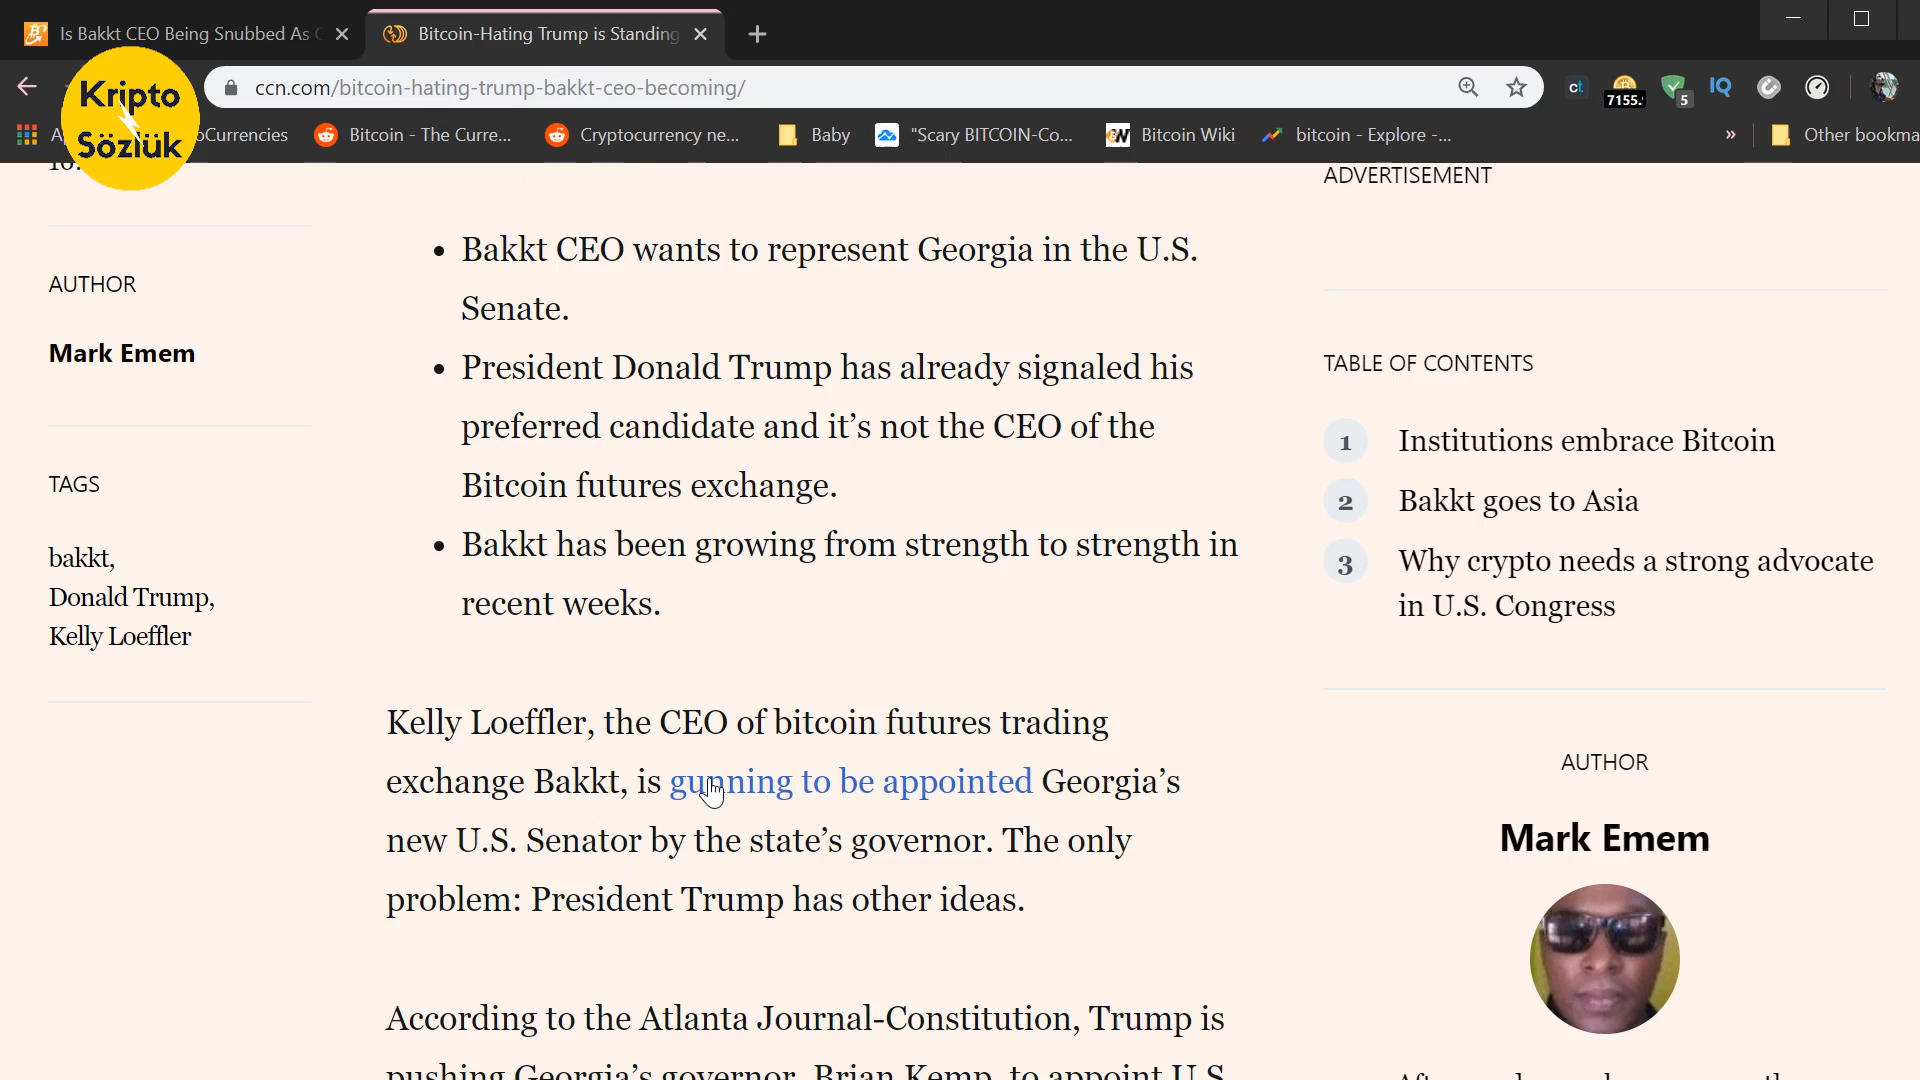 Is Bakkt CEO Being Snubbed As
Bitcoin-Hating Trump is Standing
ccn.com/bitcoin-hating-trump-bakkt-ceo-becoming/
ct
7155.
5
IQ
Kripto
Sözlük
Currencies
Bitcoin - The Curre...
Cryptocurrency ne...
Baby
"Scary BITCOIN-Co...
Bitcoin Wiki
bitcoin - Explore -...
»
Other bookma
ADVERTISEMENT
AUTHOR
Mark Emem
TAGS
bakkt,
Donald Trump,
Kelly Loeffler
• Bakkt CEO wants to represent Georgia in the U.S.
Senate.
• President Donald Trump has already signaled his
preferred candidate and it’s not the CEO of the
Bitcoin futures exchange.
• Bakkt has been growing from strength to strength in
recent weeks.
Kelly Loeffler, the CEO of bitcoin futures trading
exchange Bakkt, is gunning to be appointed Georgia’s
new U.S. Senator by the state’s governor. The only
problem: President Trump has other ideas.
According to the Atlanta Journal-Constitution, Trump is
pushing Georgia’s governor, Brian Kemp, to appoint U.S.
TABLE OF CONTENTS
1 Institutions embrace Bitcoin
2 Bakkt goes to Asia
3 Why crypto needs a strong advocate
in U.S. Congress
AUTHOR
Mark Emem